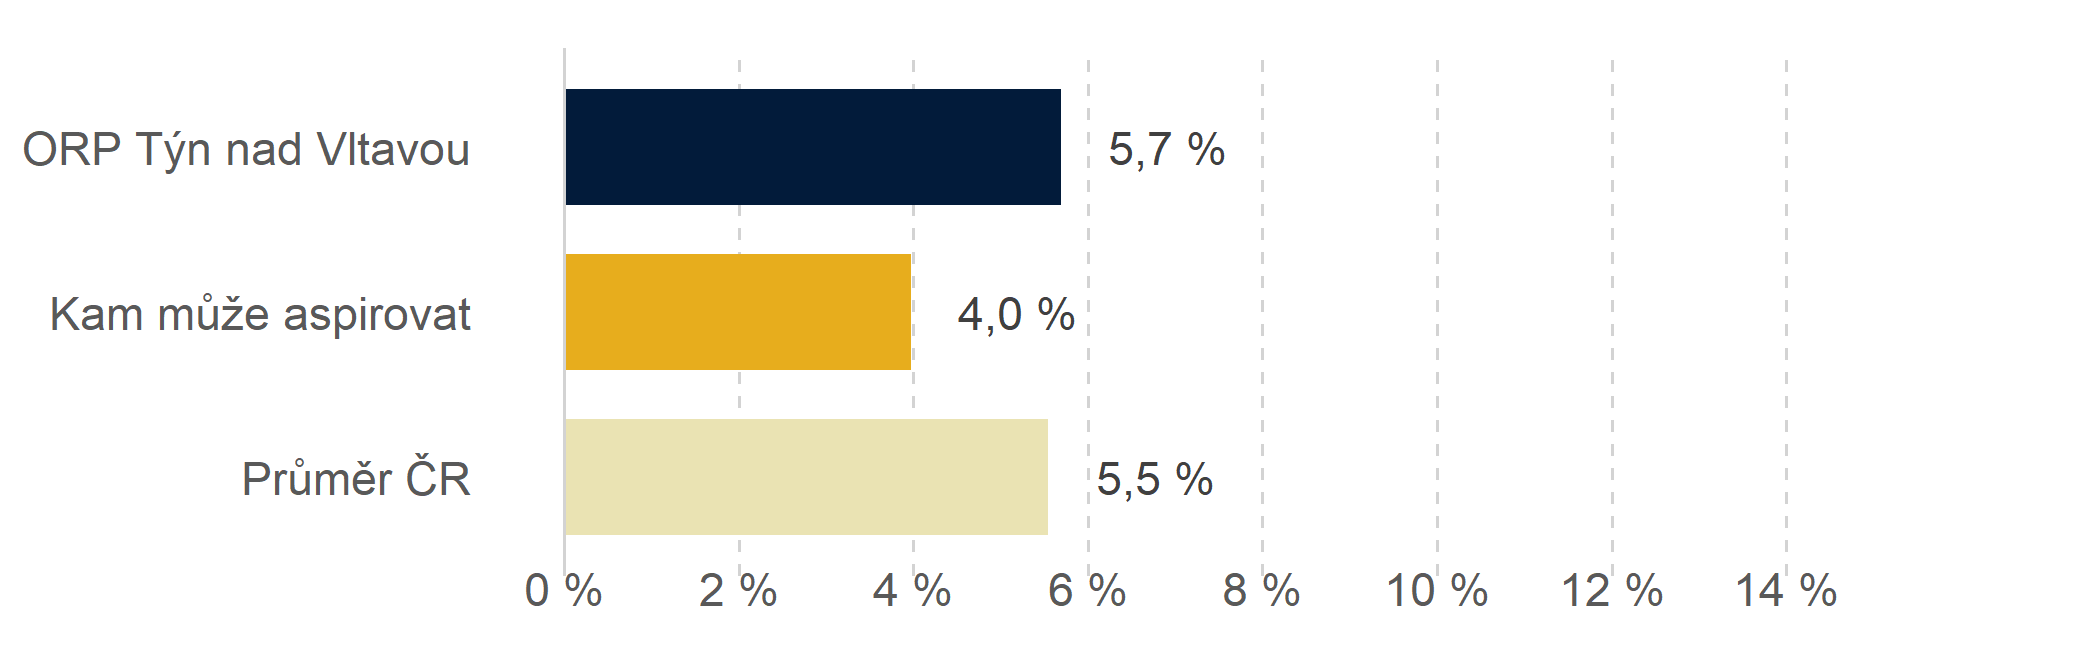 ORP Týn nad Vltavou
5,7 %
Kam může aspirovat
4,0 %
Průměr ČR
5,5 %
0 % 2 % 4 % 6 % 8 % 10 % 12 % 14 %